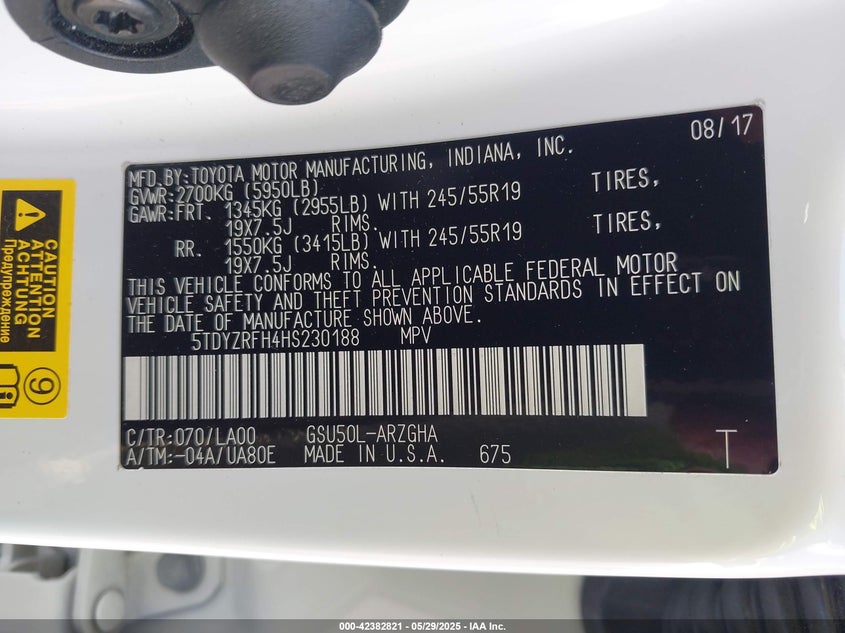 08/17
MFD.BY:TOYOTA MOTOR MANUFACTURING, INDIANA, INC.
GVWR:2700KG (5950LB)
GAWR:FRT. 1345KG (2955LB) WITH 245/55R19 TIRES,
19X7.5J RIMS.
RR. 1550KG (3415LB) WITH 245/55R19 TIRES,
19X7.5J RIMS.
THIS VEHICLE CONFORMS TO ALL APPLICABLE FEDERAL MOTOR
VEHICLE SAFETY AND THEFT PREVENTION STANDARDS IN EFFECT ON
THE DATE OF MANUFACTURE SHOWN ABOVE.
5TDYZRFH4HS230188 MPV
C/TR:070/LA00 GSU50L-ARZGHA
A/TM:-04A/UA80E MADE IN U.S.A. 675
T
CAUTION
ATTENTION
ACHTUNG
Предупреждение
9
000-42382821 - 05/29/2025 - IAA Inc.